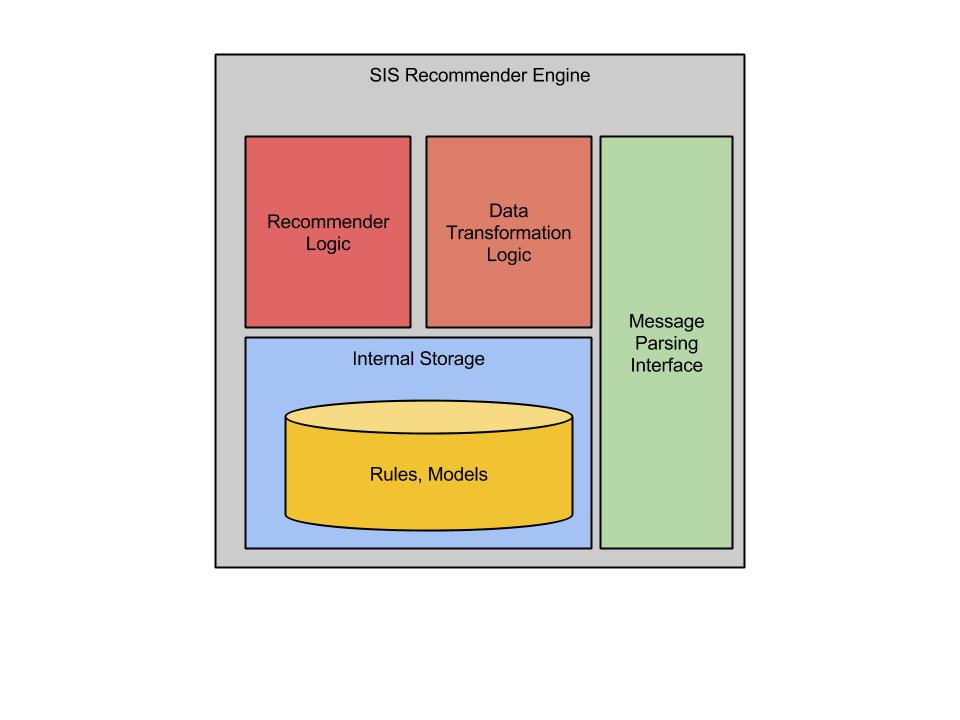 SIS Recommender Engine
Recommender
Logic
Data
Transformation
Logic
Message
Parsing
Interface
Internal Storage
Rules, Models